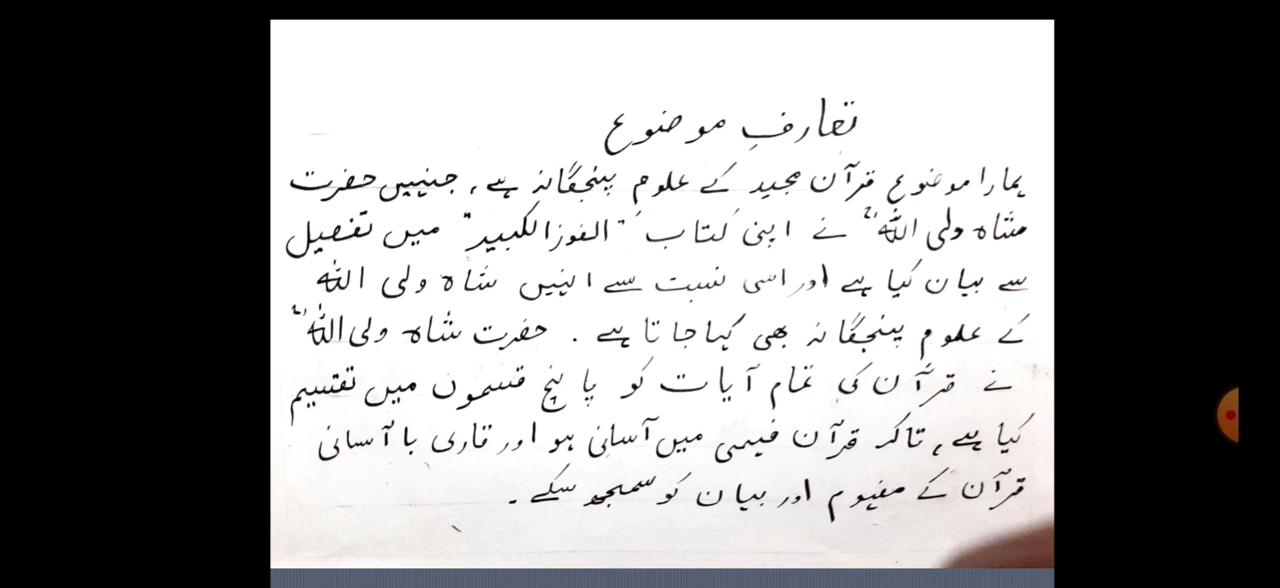 تعارفِ موضوع
ہمارا موضوع قرآن مجید کے علوم پنجگانہ ہے، جنہیں حضرت
شاہ ولی اللہؒ نے اپنی کتاب "الفوز الکبیر" میں تفصیل
سے بیان کیا ہے اور اسی نسبت سے انہیں شاہ ولی اللہ
کے علوم پنجگانہ بھی کہا جاتا ہے ۔ حضرت شاہ ولی اللہؒ
نے قرآن کی تمام آیات کو پانچ قسموں میں تقسیم
کیا ہے، تاکہ قرآن فہمی میں آسانی ہو اور قاری باآسانی
قرآن کے مفہوم اور بیان کو سمجھ سکے ۔